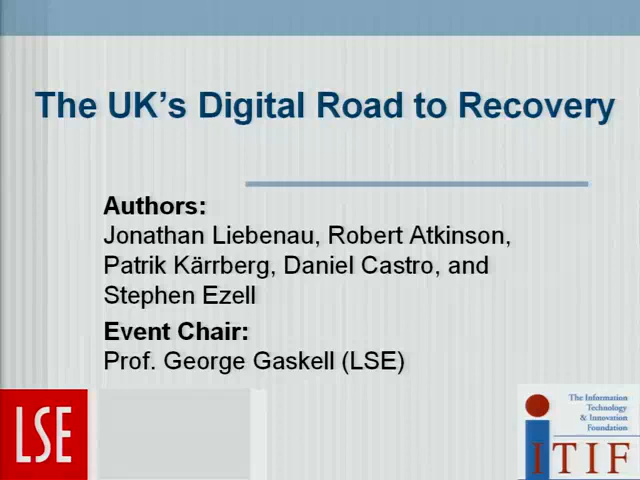 The UK's Digital Road to Recovery
Authors:
Jonathan Liebenau, Robert Atkinson,
Patrik Kärrberg, Daniel Castro, and
Stephen Ezell
Event Chair:
Prof. George Gaskell (LSE)
LSE
The Information
Technology
& Innovation
Foundation
ITIF